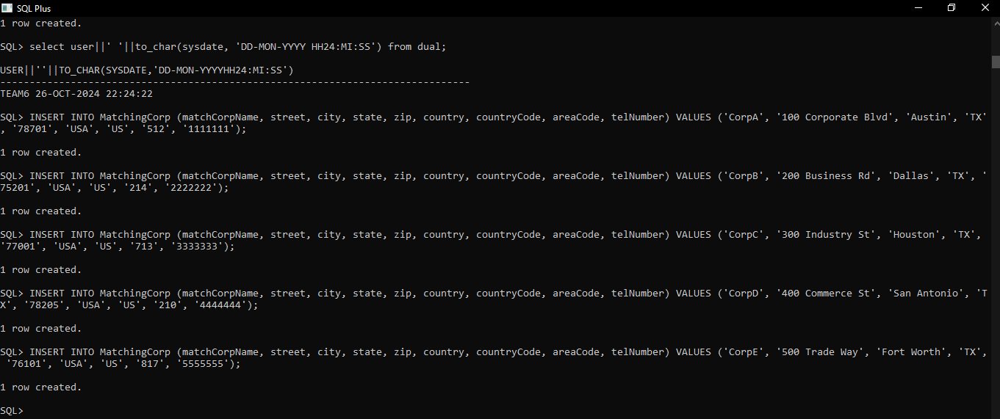 SQL Plus
1 row created.
SQL> select user||' '||to_char(sysdate, 'DD-MON-YYYY HH24:MI:SS') from dual;
USER||''||TO_CHAR(SYSDATE,'DD-MON-YYYYHH24:MI:SS')
--------------------------------------------------------------------------------
TEAM6 26-OCT-2024 22:24:22
SQL> INSERT INTO MatchingCorp (matchCorpName, street, city, state, zip, country, countryCode, areaCode, telNumber) VALUES ('CorpA', '100 Corporate Blvd', 'Austin', 'TX'
, '78701', 'USA', 'US', '512', '1111111');
1 row created.
SQL> INSERT INTO MatchingCorp (matchCorpName, street, city, state, zip, country, countryCode, areaCode, telNumber) VALUES ('CorpB', '200 Business Rd', 'Dallas', 'TX', '
75201', 'USA', 'US', '214', '2222222');
1 row created.
SQL> INSERT INTO MatchingCorp (matchCorpName, street, city, state, zip, country, countryCode, areaCode, telNumber) VALUES ('CorpC', '300 Industry St', 'Houston', 'TX',
'77001', 'USA', 'US', '713', '3333333');
1 row created.
SQL> INSERT INTO MatchingCorp (matchCorpName, street, city, state, zip, country, countryCode, areaCode, telNumber) VALUES ('CorpD', '400 Commerce St', 'San Antonio', 'T
X', '78205', 'USA', 'US', '210', '4444444');
1 row created.
SQL> INSERT INTO MatchingCorp (matchCorpName, street, city, state, zip, country, countryCode, areaCode, telNumber) VALUES ('CorpE', '500 Trade Way', 'Fort Worth', 'TX',
'76101', 'USA', 'US', '817', '5555555');
1 row created.
SQL>